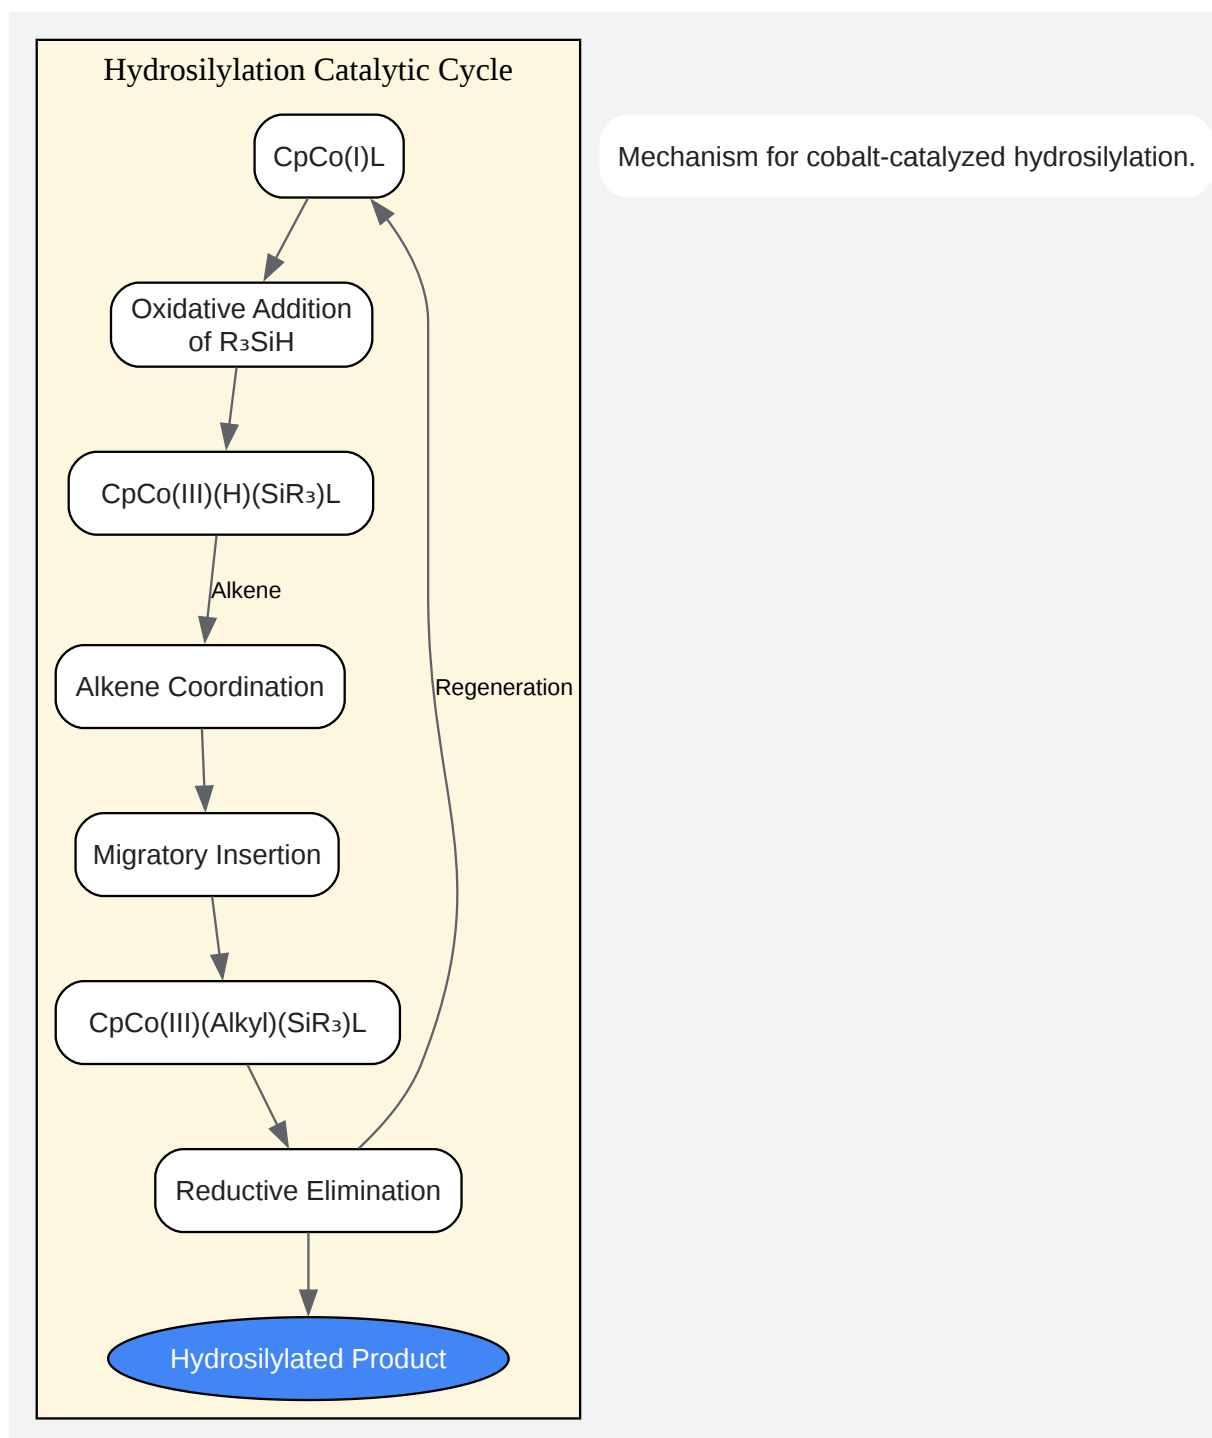 Hydrosilylation Catalytic Cycle
CpCo(I)L
Mechanism for cobalt-catalyzed hydrosilylation.
Oxidative Addition
of R₃SiH
CpCo(III)(H)(SiR₃)L
Alkene
Alkene Coordination
Regeneration
Migratory Insertion
CpCo(III)(Alkyl)(SiR₃)L
Reductive Elimination
Hydrosilylated Product